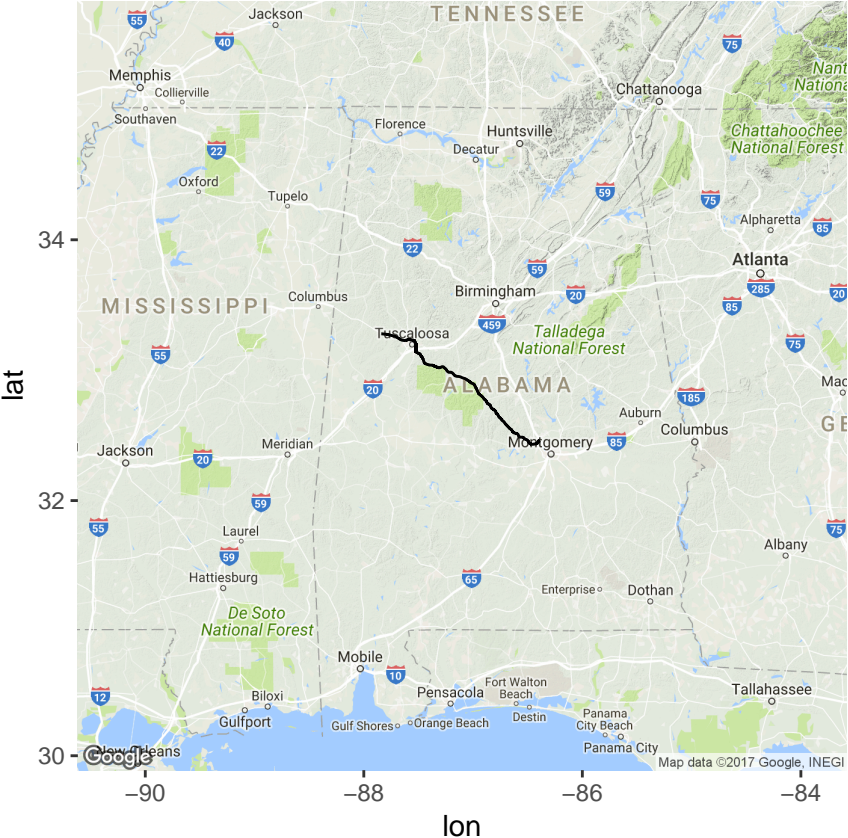 TENNESSEE
Jackson
55
40
75
Memphis
Collierville
Southaven
Chattanooga
Nant
Nationa
Florence
Huntsville
Decatur
Chattahoochee
National Forest
22
Oxford
Tupelo
59
75
Alpharetta
85
34
22
59
Atlanta
285
20
Birmingham
20
85
MISSISSIPPI
Columbus
459
Tuscaloosa
Talladega
National Forest
55
75
20
ALABAMA
185
Mac
Auburn
GE
Columbus
Montgomery
85
Jackson
20
Meridian
32
59
55
75
Laurel
59
Hattiesburg
Albany
65
Enterprise
Dothan
De Soto
National Forest
Mobile
10
12
Biloxi
Gulfport
Pensacola
Fort Walton
Beach
Destin
Tallahassee
Gulf Shores
Orange Beach
Panama
City Beach
Panama City
New Orleans
Google
Map data ©2017 Google, INEGI
30
−90
−88
−86
−84
lat
lon